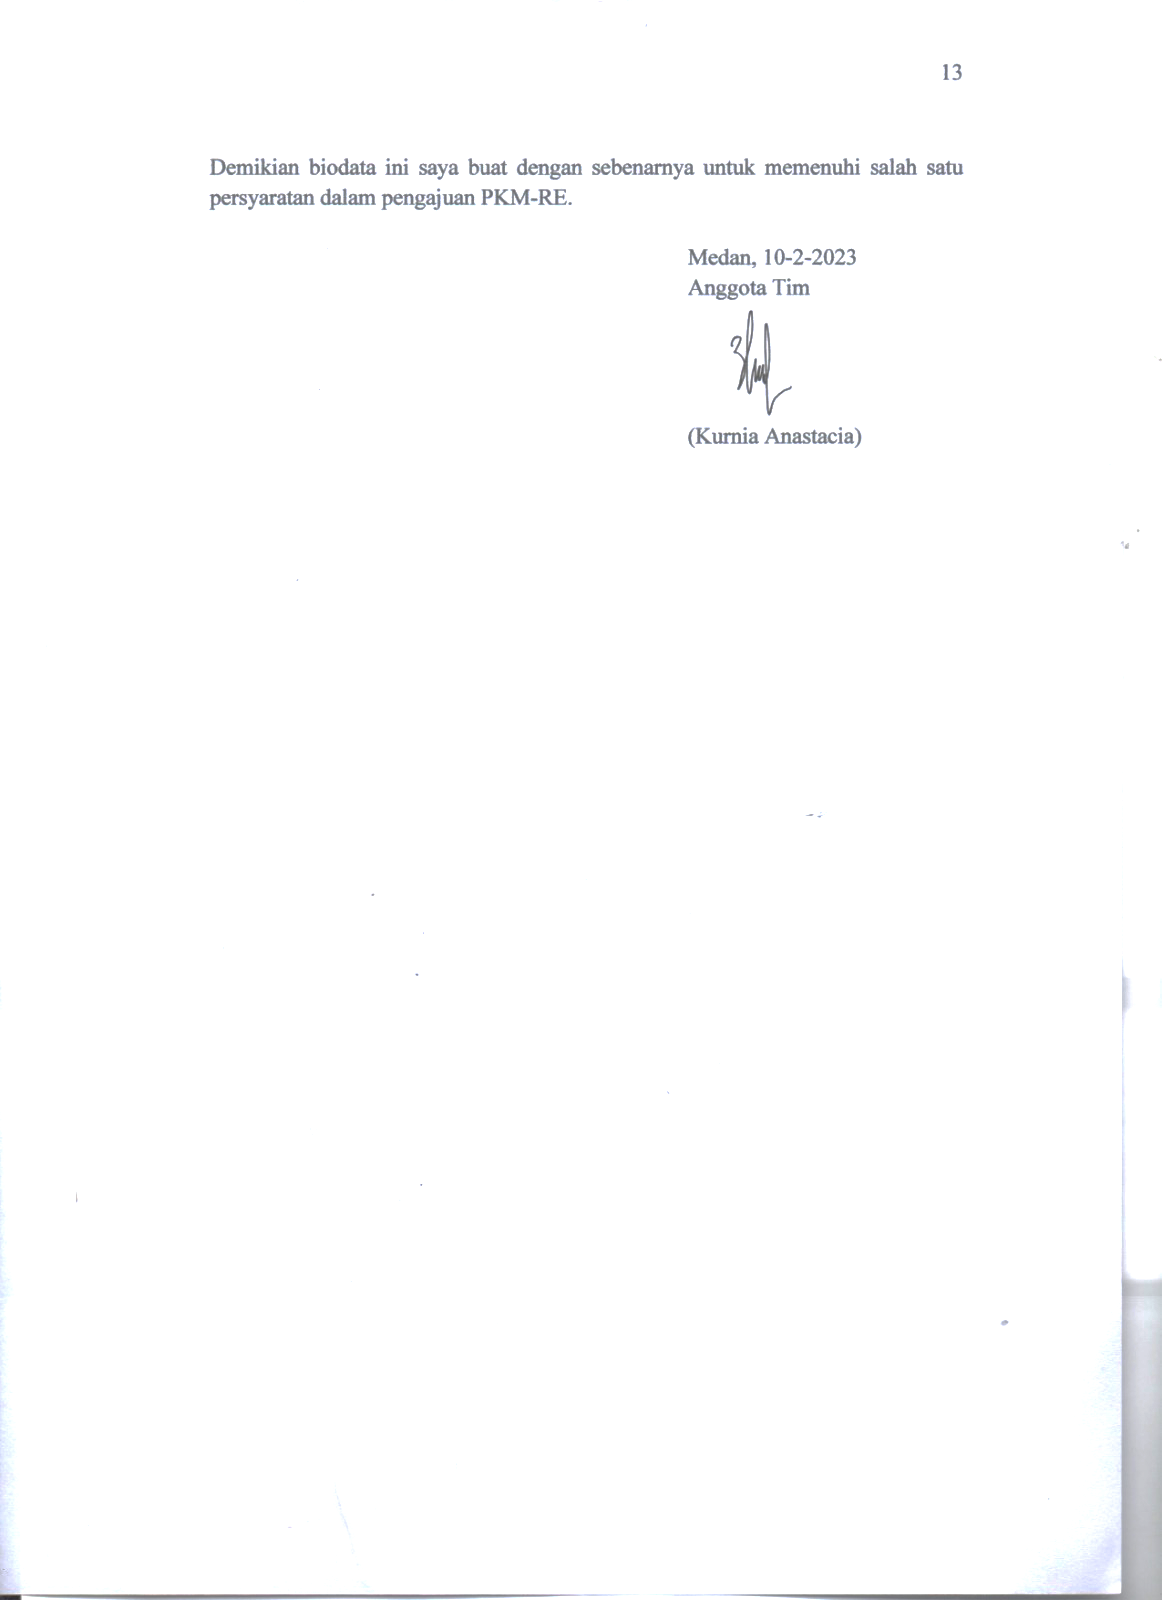 13
Demikian biodata ini saya buat dengan sebenarnya untuk memenuhi salah satu
persyaratan dalam pengajuan PKM-RE.
Medan, 10-2-2023
Anggota Tim
(Kurnia Anastacia)